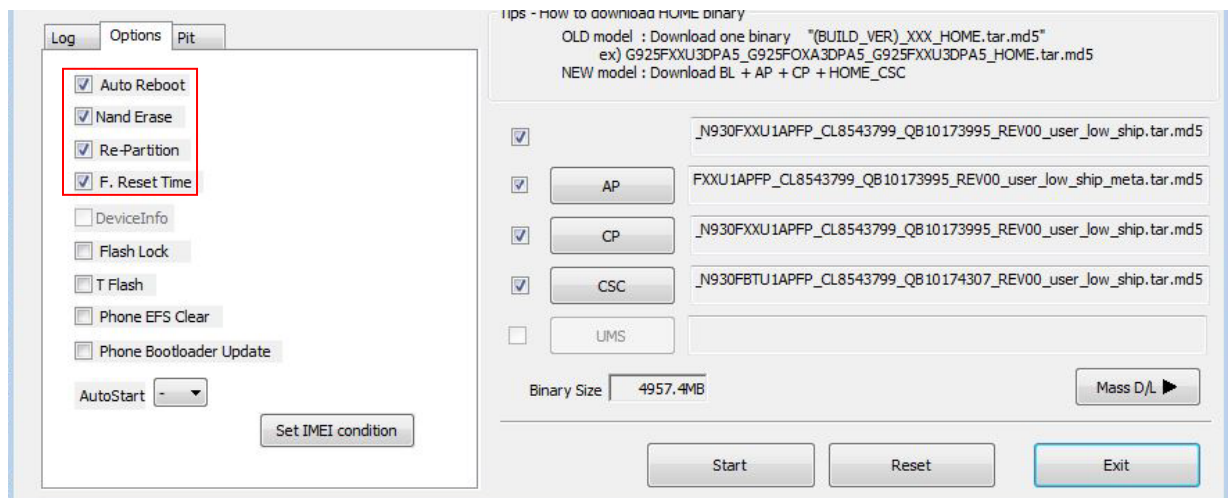 Tips - How to download HOME binary
OLD model : Download one binary "(BUILD_VER)_XXX_HOME.tar.md5"
ex) G925FXXU3DPA5_G925FOXA3DPA5_G925FXXU3DPA5_HOME.tar.md5
NEW model : Download BL + AP + CP + HOME_CSC
Log Options Pit
Auto Reboot
Nand Erase
Re-Partition
F. Reset Time
DeviceInfo
Flash Lock
T Flash
Phone EFS Clear
Phone Bootloader Update
AutoStart -
Set IMEI condition
_N930FXXU1APFP_CL8543799_QB10173995_REV00_user_low_ship.tar.md5
AP FXXU1APFP_CL8543799_QB10173995_REV00_user_low_ship_meta.tar.md5
CP _N930FXXU1APFP_CL8543799_QB10173995_REV00_user_low_ship.tar.md5
CSC _N930FBTU1APFP_CL8543799_QB10174307_REV00_user_low_ship.tar.md5
UMS
Binary Size 4957.4MB
Mass D/L
Start Reset Exit